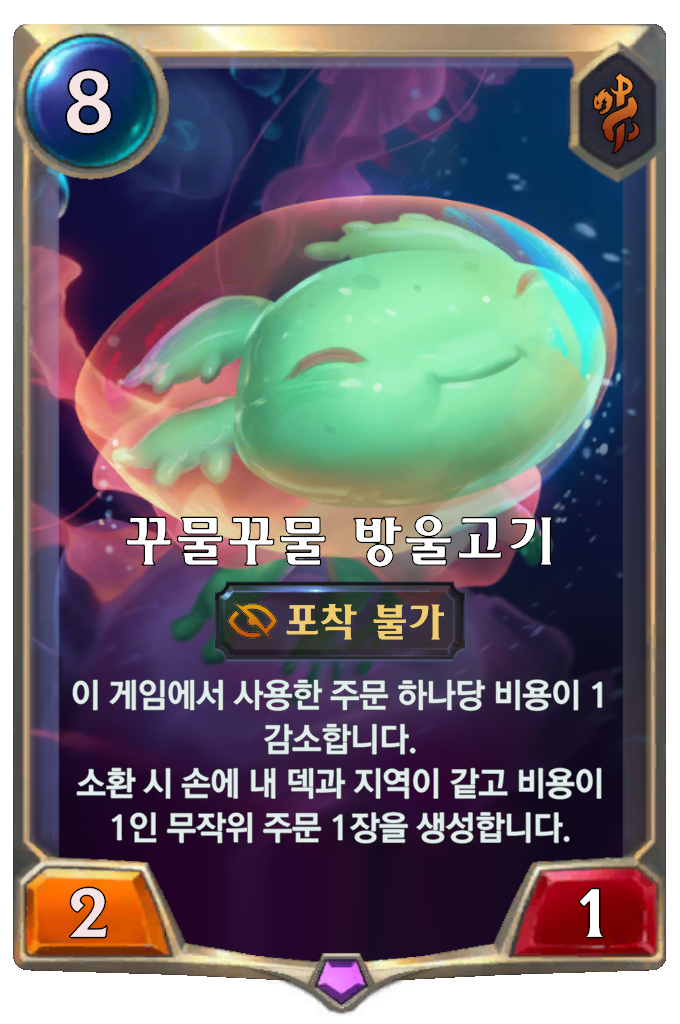 8
꾸물꾸물 방울고기
포착 불가
이 게임에서 사용한 주문 하나당 비용이 1
감소합니다.
소환 시 손에 내 덱과 지역이 같고 비용이
1인 무작위 주문 1장을 생성합니다.
2
1